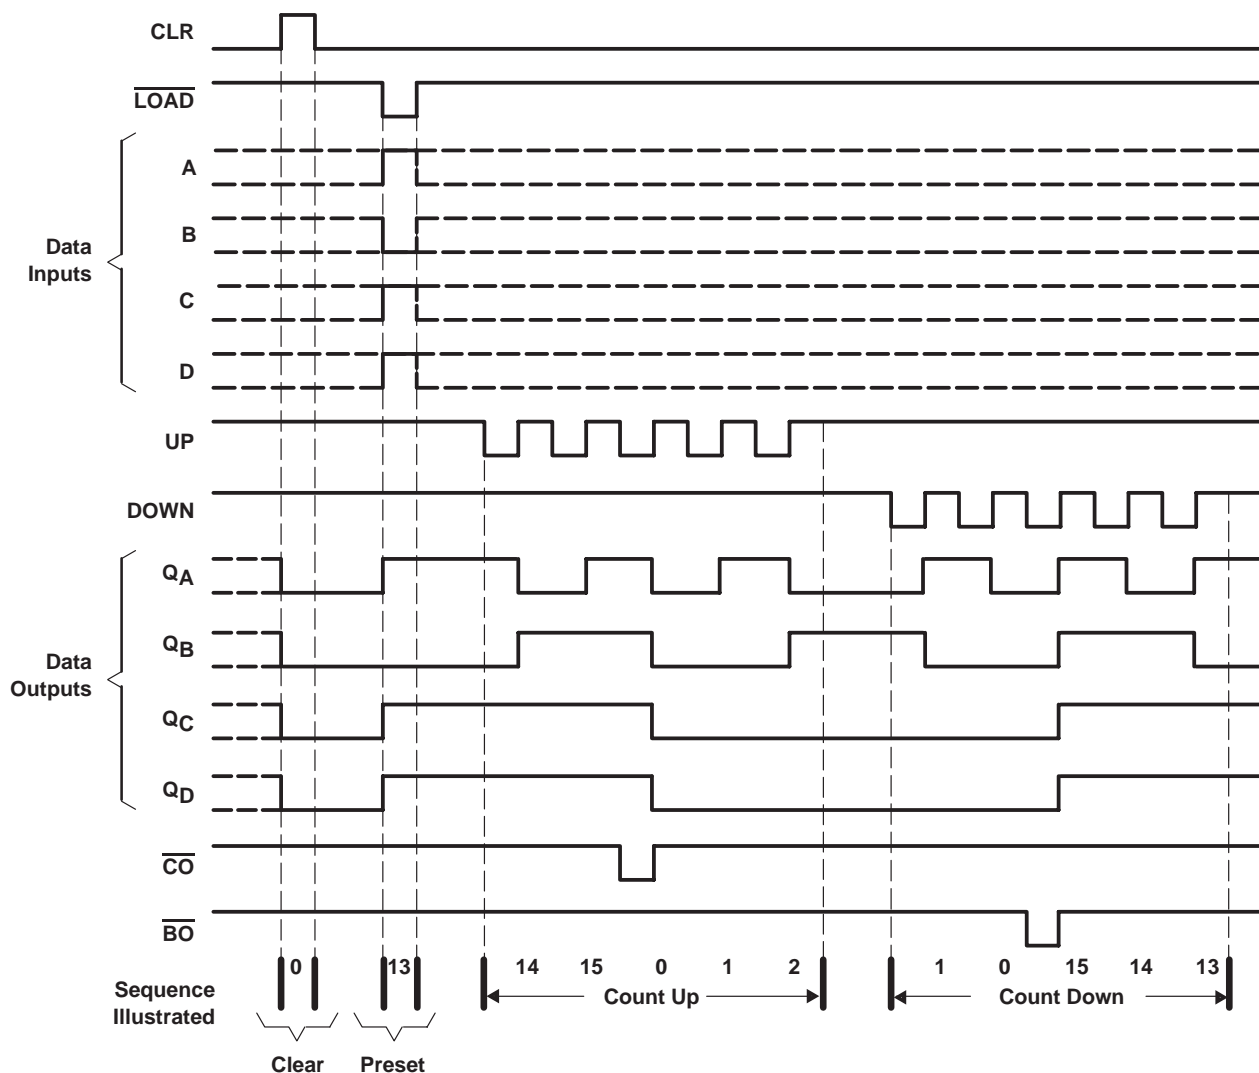 CLR
LOAD
A
B
Data
Inputs
C
D
UP
DOWN
QA
QB
Data
Outputs
QC
QD
CO
BO
0 13 14 15 0 1 2 1 0 15 14 13
Sequence
Illustrated
Count Up Count Down
Clear Preset